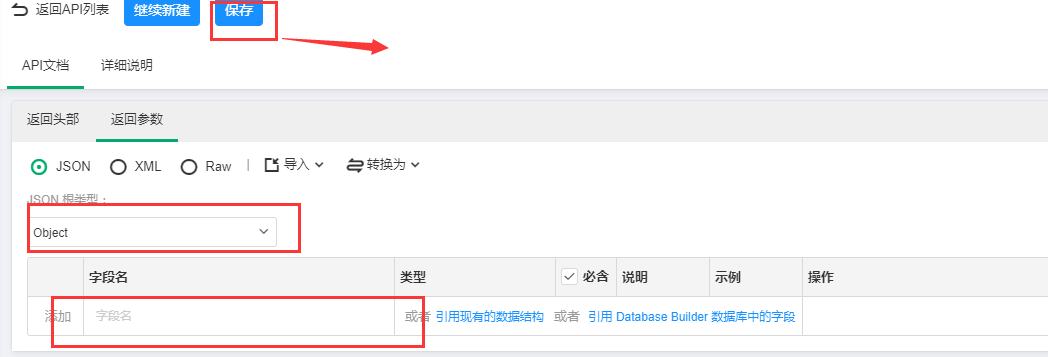 返回API列表 继续新建 保存
API文档 详细说明
返回头部 返回参数
JSON XML Raw | 导入 转换为
JSON 根类型：
Object
字段名 类型 必含 说明 示例 操作
添加 字段名 或者 引用现有的数据结构 或者 引用 Database Builder 数据库中的字段